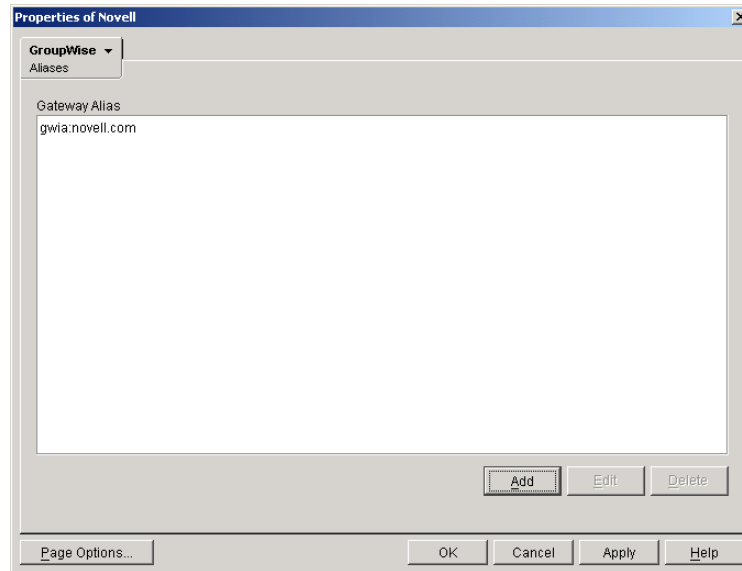 Properties of Novell
GroupWise
Aliases
Gateway Alias
gwia:novell.com
Add Edit Delete
Page Options... OK Cancel Apply Help